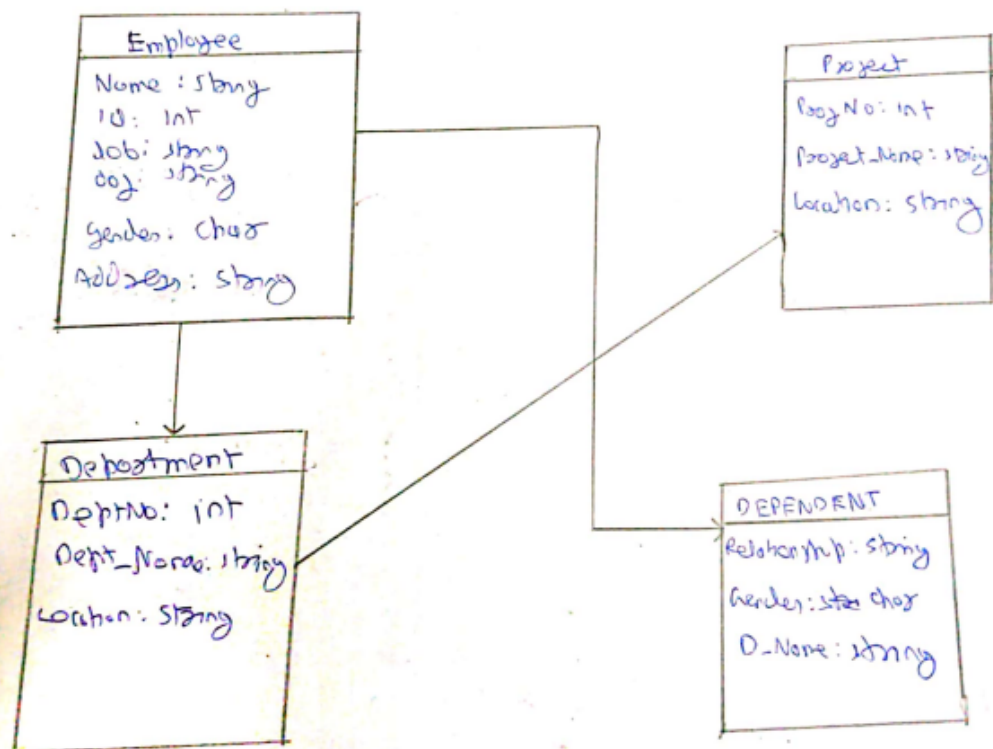 Employee
Name : string
ID: int
Job: string
doj: string
Gender: char
Address: string
Project
ProjNo: int
Project_Name: string
Location: string
Department
DeptNo: int
Dept_Name: string
Location: string
DEPENDENT
Relationship: string
Gender: char
D_Name: string